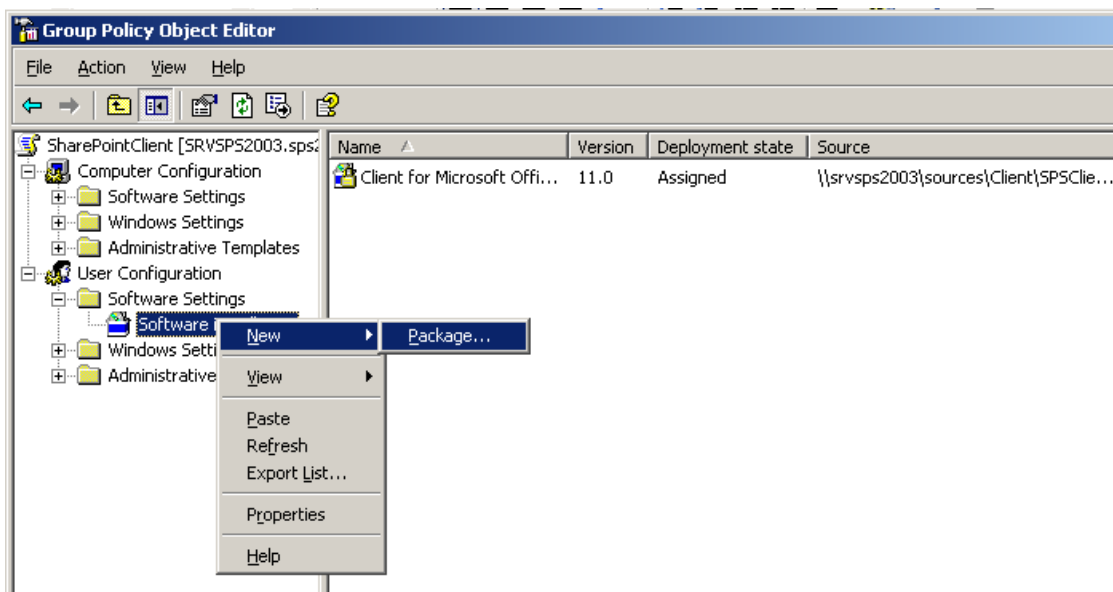 Group Policy Object Editor
File Action View Help
SharePointClient [SRVSPS2003.sps
Computer Configuration
Software Settings
Windows Settings
Administrative Templates
User Configuration
Software Settings
Software
Windows Setti
Administrative
Name Version Deployment state Source
Client for Microsoft Offi... 11.0 Assigned \\srvsps2003\sources\Client\SPSClie...
New
Package...
View
Paste
Refresh
Export List...
Properties
Help